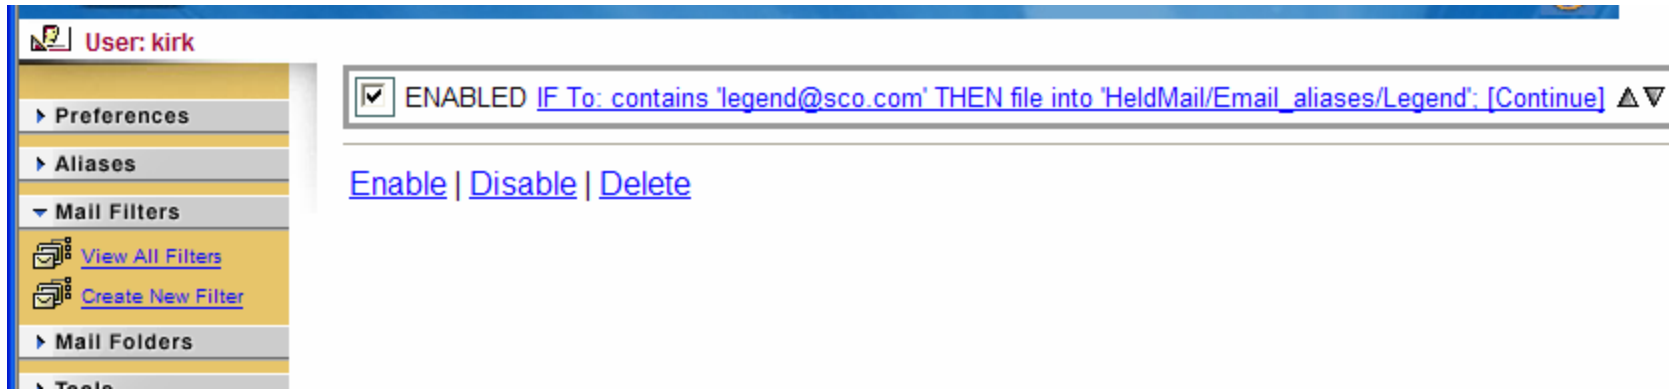 User: kirk
Preferences
Aliases
Mail Filters
View All Filters
Create New Filter
Mail Folders
Tools
ENABLED IF To: contains 'legend@sco.com' THEN file into 'HeldMail/Email_aliases/Legend'; [Continue]
Enable | Disable | Delete